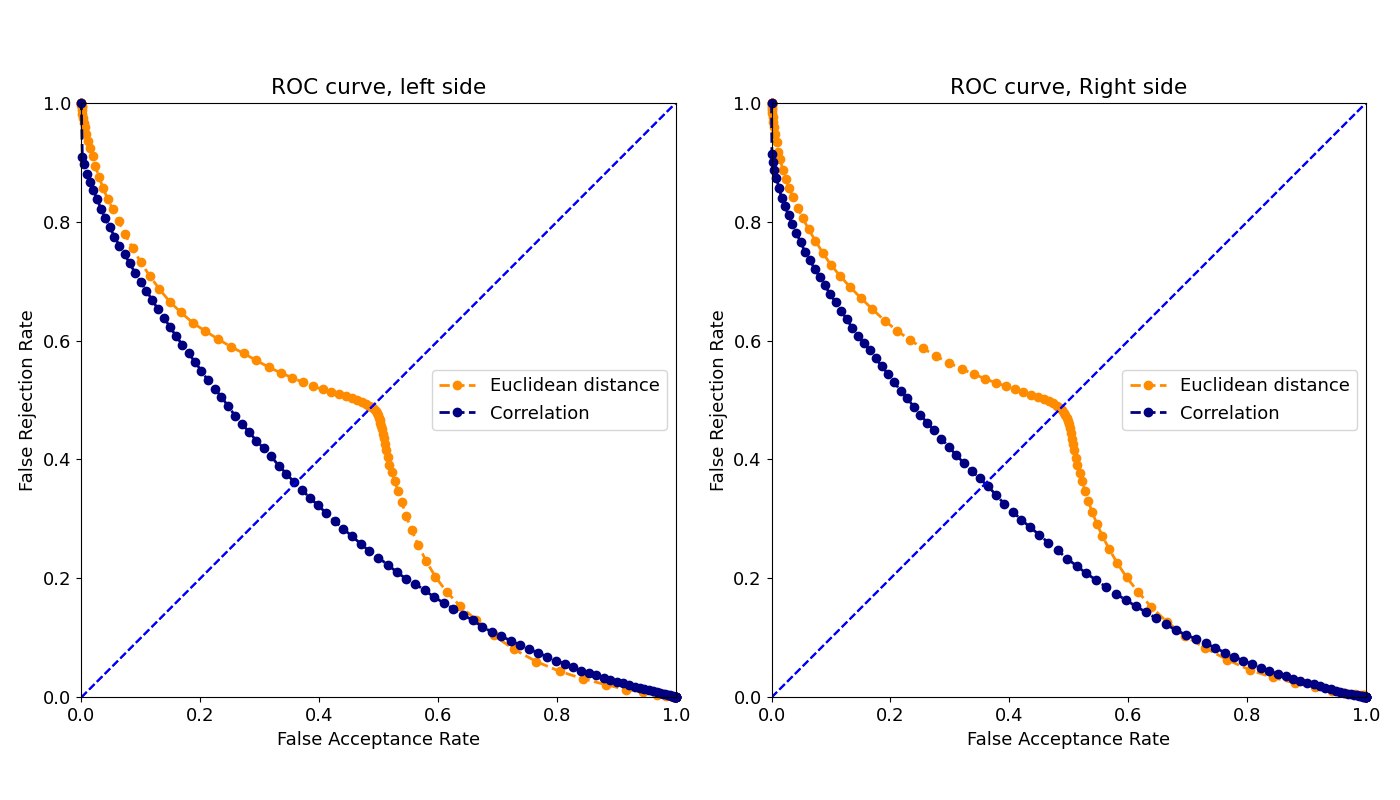 ROC curve, left side
1.0
0.8
0.6
0.4
0.2
0.0
False Rejection Rate
Euclidean distance
Correlation
0.0 0.2 0.4 0.6 0.8 1.0
False Acceptance Rate
ROC curve, Right side
1.0
0.8
0.6
0.4
0.2
0.0
False Rejection Rate
Euclidean distance
Correlation
0.0 0.2 0.4 0.6 0.8 1.0
False Acceptance Rate